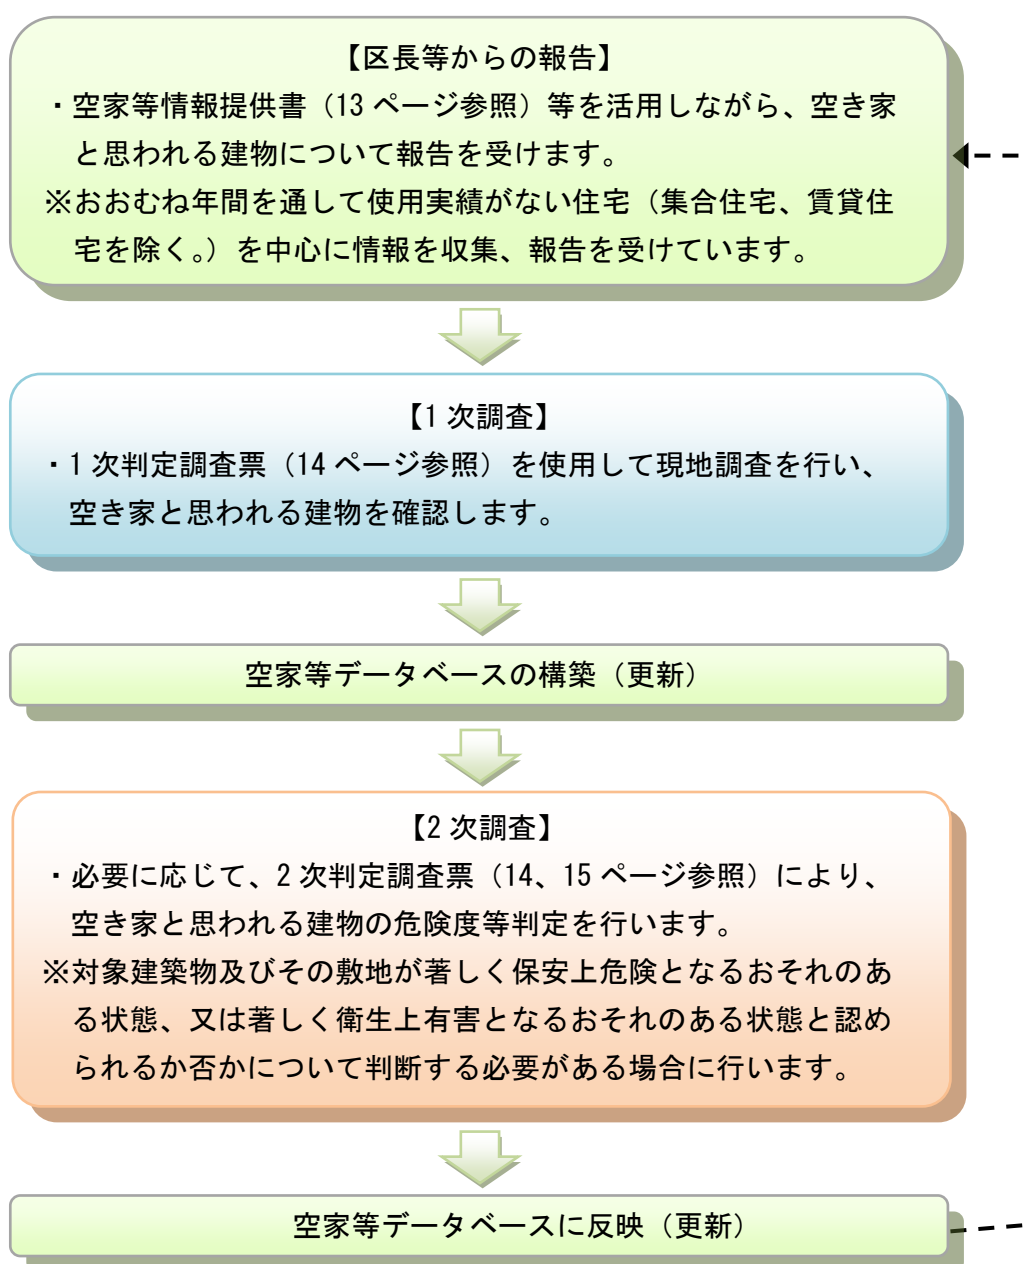 【区長等からの報告】
・空家等情報提供書（13 ページ参照）等を活用しながら、空き家
と思われる建物について報告を受けます。
※おおむね年間を通して使用実績がない住宅（集合住宅、賃貸住
宅を除く。）を中心に情報を収集、報告を受けています。
【1 次調査】
・1 次判定調査票（14 ページ参照）を使用して現地調査を行い、
空き家と思われる建物を確認します。
空家等データベースの構築（更新）
【2 次調査】
・必要に応じて、2 次判定調査票（14、15 ページ参照）により、
空き家と思われる建物の危険度等判定を行います。
※対象建築物及びその敷地が著しく保安上危険となるおそれのあ
る状態、又は著しく衛生上有害となるおそれのある状態と認め
られるか否かについて判断する必要がある場合に行います。
空家等データベースに反映（更新）